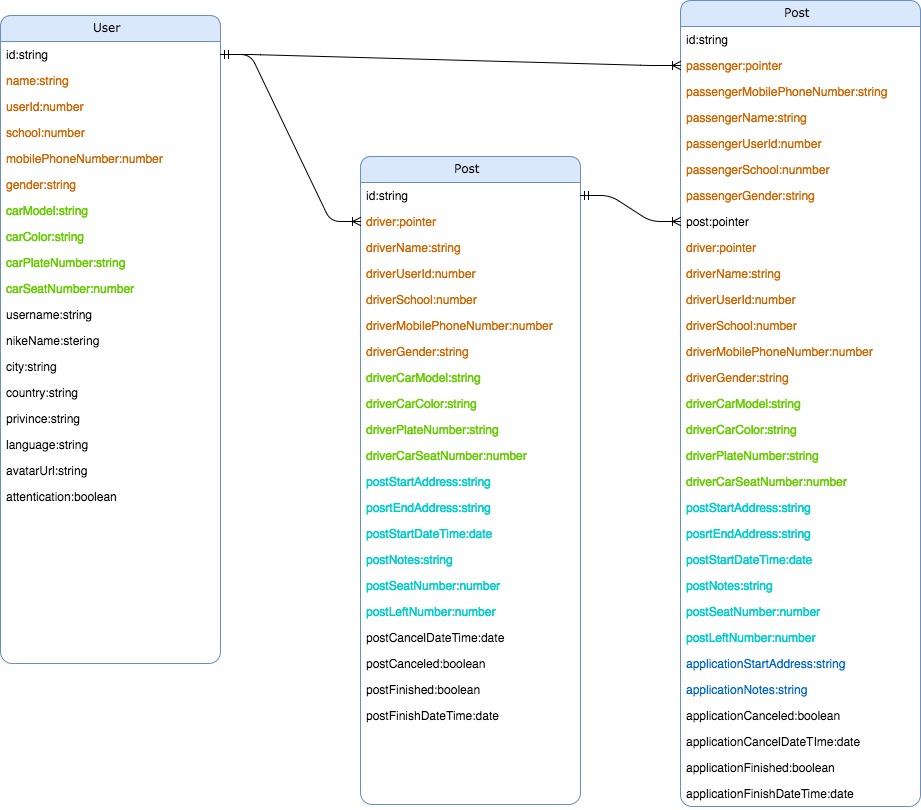 User
id:string
name:string
userId:number
school:number
mobilePhoneNumber:number
gender:string
carModel:string
carColor:string
carPlateNumber:string
carSeatNumber:number
username:string
nikeName:stering
city:string
country:string
privince:string
language:string
avatarUrl:string
attentication:boolean
Post
id:string
driver:pointer
driverName:string
driverUserId:number
driverSchool:number
driverMobilePhoneNumber:number
driverGender:string
driverCarModel:string
driverCarColor:string
driverPlateNumber:string
driverCarSeatNumber:number
postStartAddress:string
posrtEndAddress:string
postStartDateTime:date
postNotes:string
postSeatNumber:number
postLeftNumber:number
postCancelDateTime:date
postCanceled:boolean
postFinished:boolean
postFinishDateTime:date
Post
id:string
passenger:pointer
passengerMobilePhoneNumber:string
passengerName:string
passengerUserId:number
passengerSchool:nunmber
passengerGender:string
post:pointer
driver:pointer
driverName:string
driverUserId:number
driverSchool:number
driverMobilePhoneNumber:number
driverGender:string
driverCarModel:string
driverCarColor:string
driverPlateNumber:string
driverCarSeatNumber:number
postStartAddress:string
posrtEndAddress:string
postStartDateTime:date
postNotes:string
postSeatNumber:number
postLeftNumber:number
applicationStartAddress:string
applicationNotes:string
applicationCanceled:boolean
applicationCancelDateTIme:date
applicationFinished:boolean
applicationFinishDateTime:date